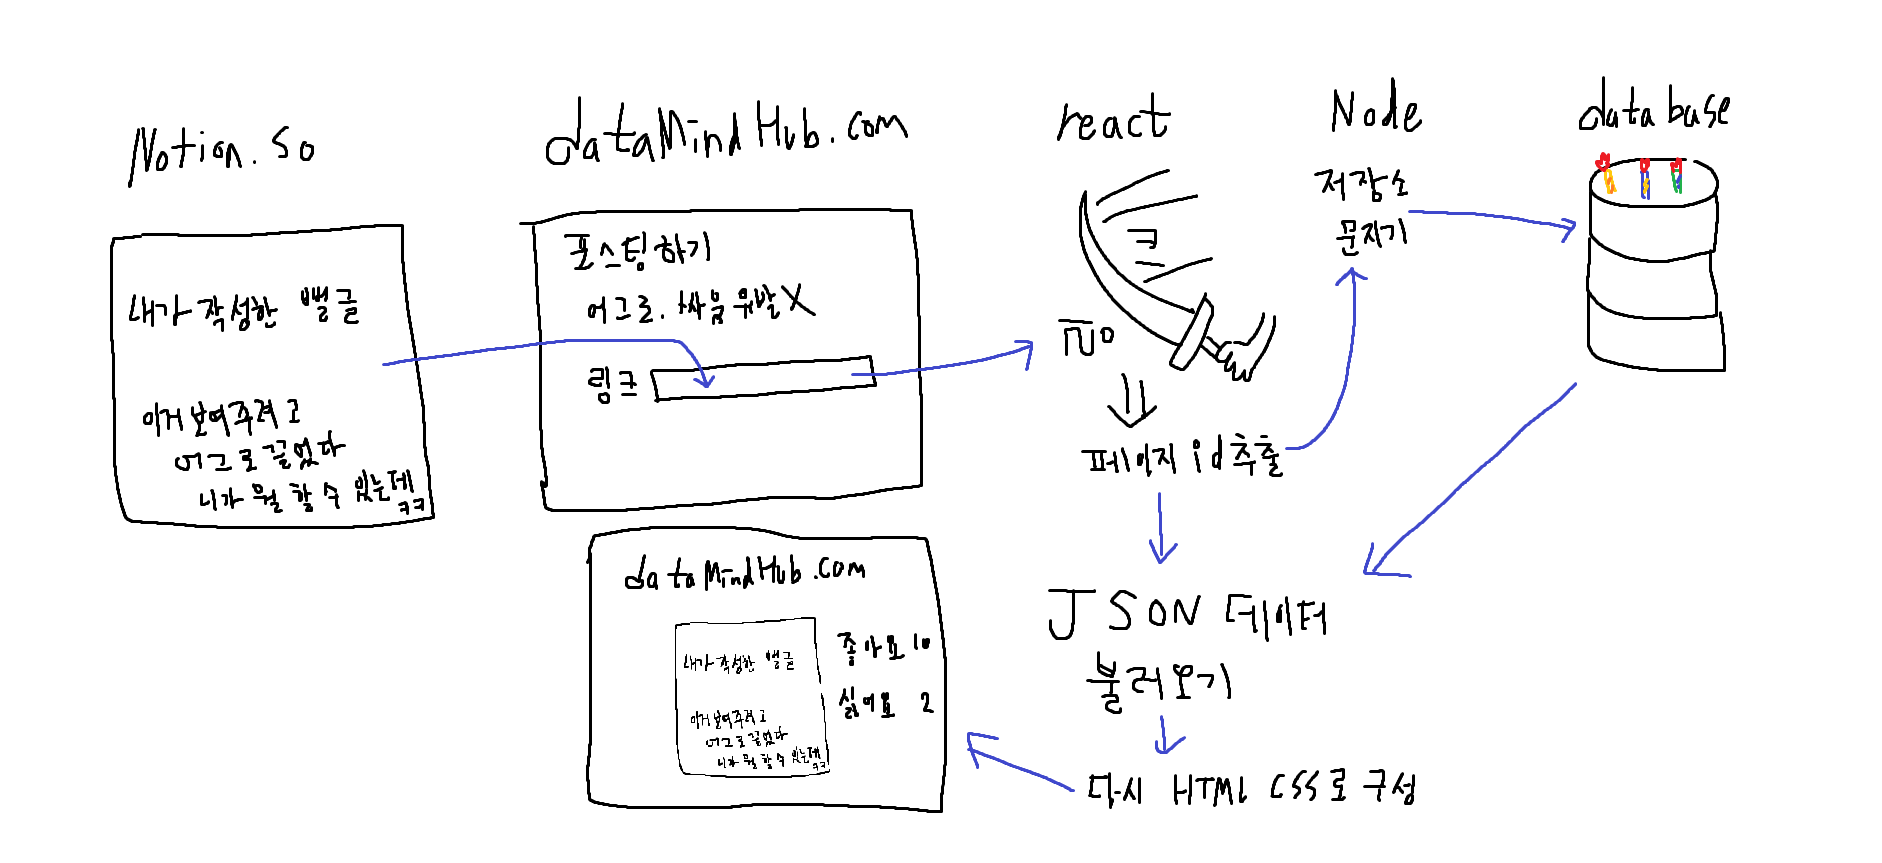 Notion.so
내가 작성한 뻘글
이거 보여주려고
어그로 끌었다
니가 뭘 할 수 있는데
ㅋㅋ
dataMindHub.com
포스팅하기
어그로. 싸움 유발 X
링크
react
크
Node
저장소
문지기
database
페이지 id 추출
JSON 데이터
불러오기
다시 HTML CSS로 구성
dataMindHub.com
내가 작성한 뻘글
이거 보여주려고
어그로 끌었다
니가 뭘 할 수 있는데
ㅋㅋ
좋아요 10
싫어요 2